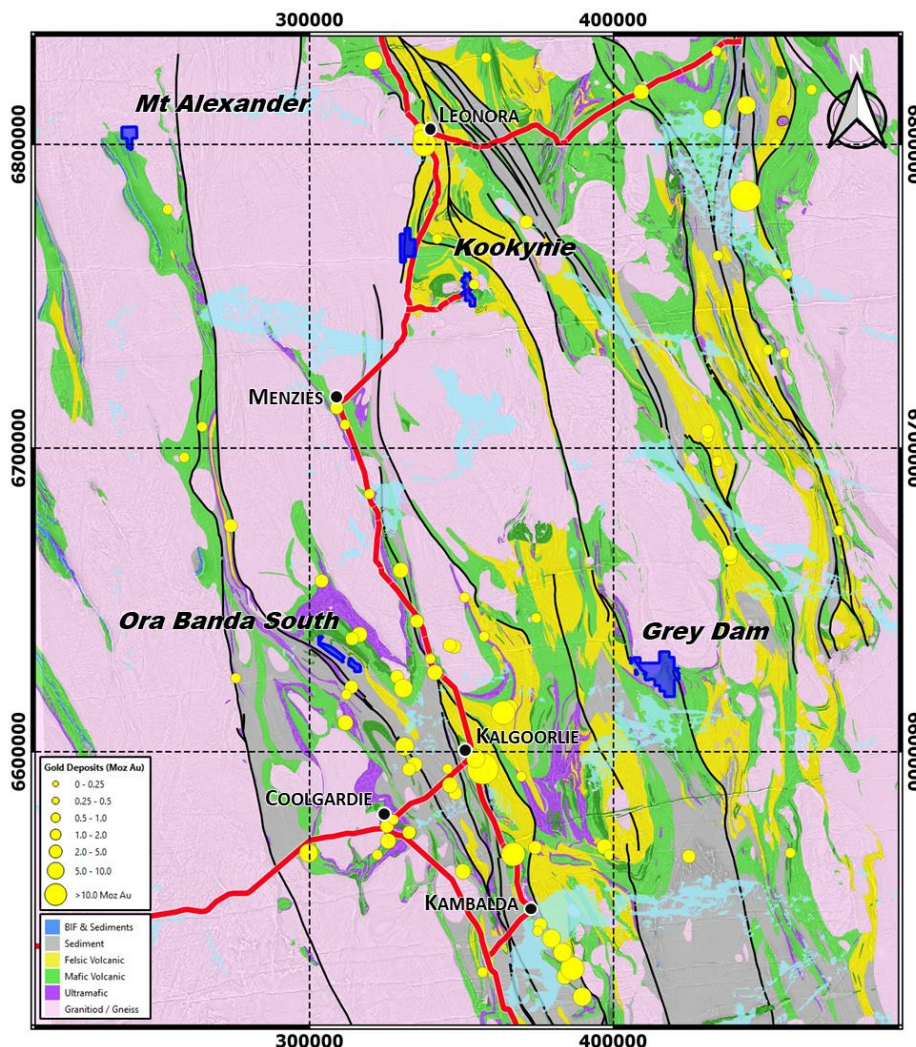 300000 400000
N
Mt Alexander
LEONORA
6800000 6800000
Kookynie
MENZIES
6700000 6700000
Ora Banda South
Grey Dam
KALGOORLIE
6600000 6600000
COOLGARDIE
KAMBALDA
Gold Deposits (Moz Au)
0 - 0.25
0.25 - 0.5
0.5 - 1.0
1.0 - 2.0
2.0 - 5.0
5.0 - 10.0
>10.0 Moz Au
BIF & Sediments
Sediment
Felsic Volcanic
Mafic Volcanic
Ultramafic
Granitiod / Gneiss
300000 400000